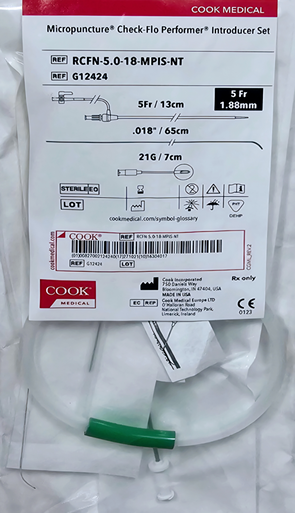 COOK MEDICAL
Micropuncture® Check-Flo Performer® Introducer Set
REF RCFN-5.0-18-MPIS-NT
REF G12424
5 Fr
1.88mm
5Fr / 13cm
.018" / 65cm
21G / 7cm
STERILE EO
LOT
PHT
DEHP
cookmedical.com/symbol-glossary
cookmedical.com
COOK®
REF RCFN-5.0-18-MPIS-NT
REF G12424
LOT
COOK®
MEDICAL
Cook Incorporated
750 Daniels Way
Bloomington, IN 47404, USA
MADE IN USA
EC REP
Cook Medical Europe LTD
O'Halloran Road
National Technology Park,
Limerick, Ireland
Rx only
CE
0123